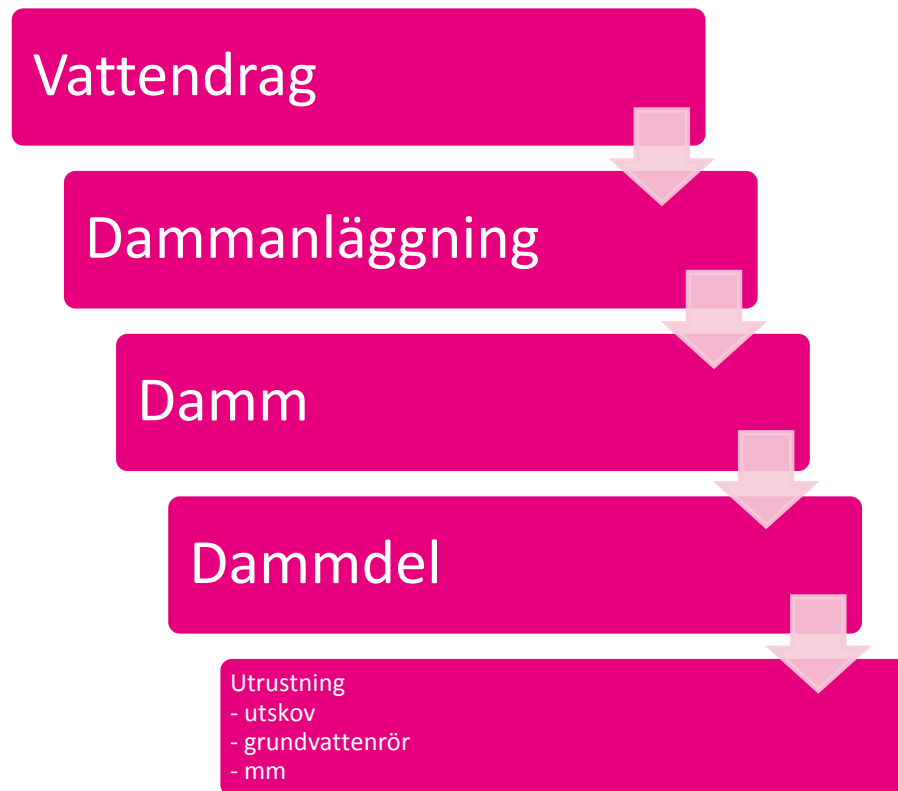 Vattendrag
Dammanläggning
Damm
Dammdel
Utrustning
- utskov
- grundvattenrör
- mm